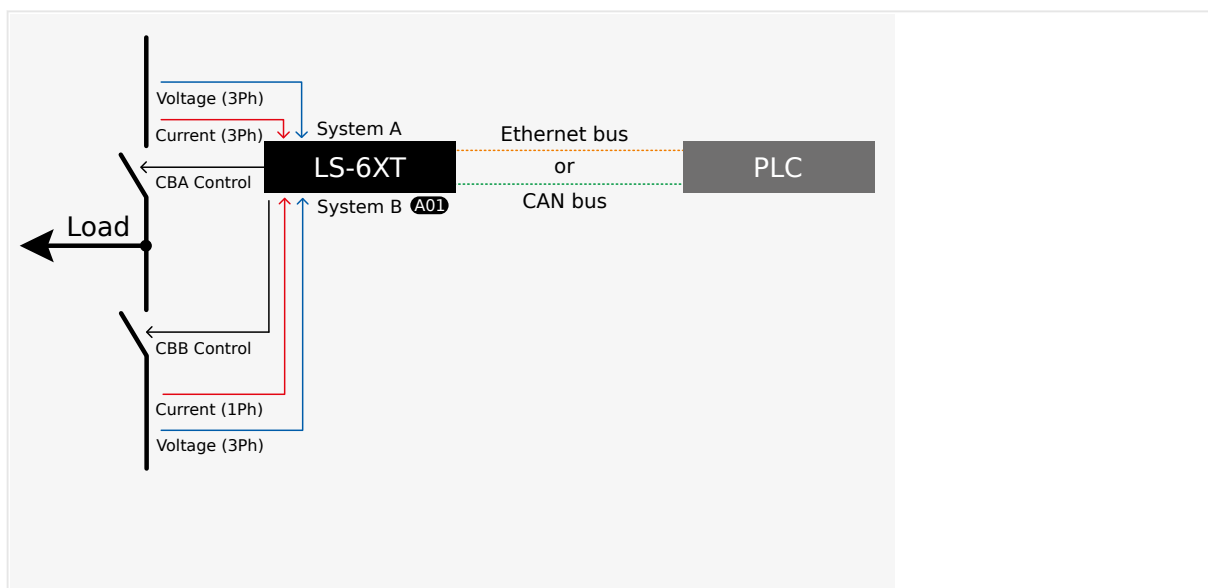 Voltage (3Ph)
Current (3Ph)
System A
Ethernet bus
LS-6XT
or
PLC
CBA Control
System B A01
CAN bus
Load
CBB Control
Current (1Ph)
Voltage (3Ph)